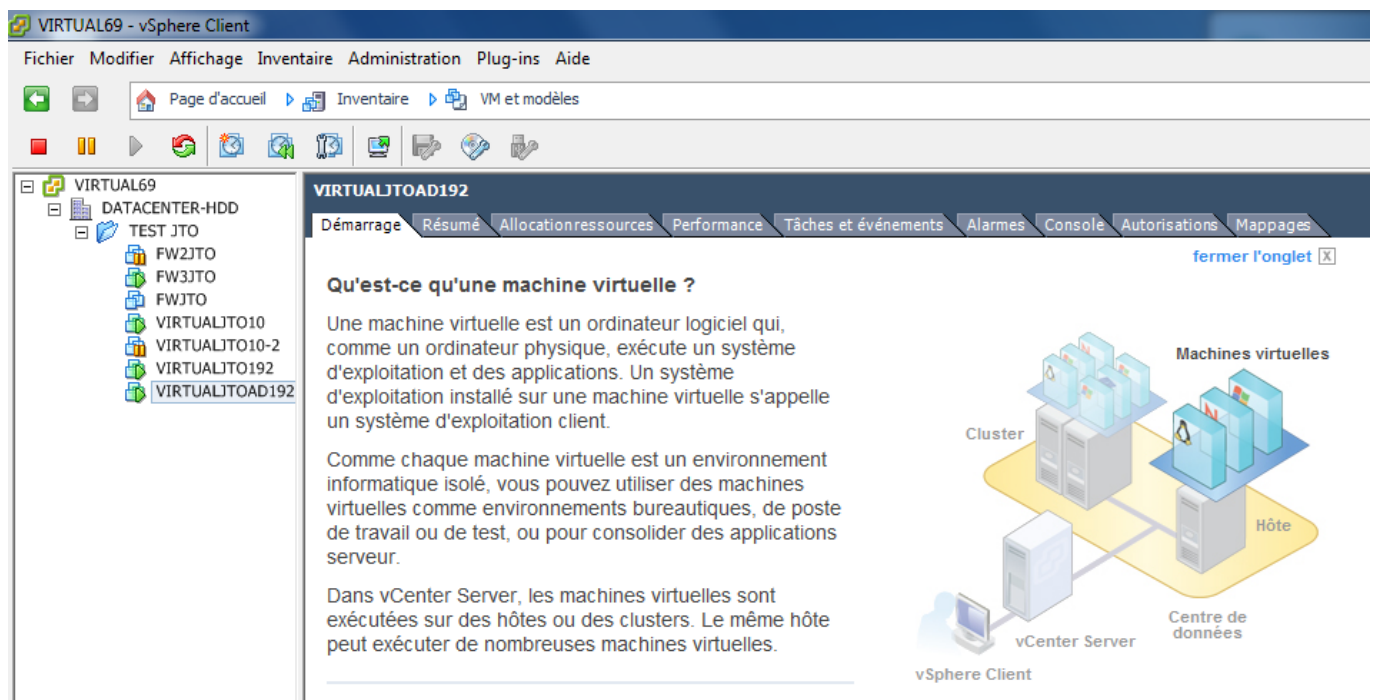 VIRTUAL69 - vSphere Client
Fichier Modifier Affichage Inventaire Administration Plug-ins Aide
Page d'accueil Inventaire VM et modèles
VIRTUAL69
DATACENTER-HDD
TEST JTO
FW2JTO
FW3JTO
FWJTO
VIRTUALJTO10
VIRTUALJTO10-2
VIRTUALJTO192
VIRTUALJTOAD192
VIRTUALJTOAD192
Démarrage Résumé Allocation ressources Performance Tâches et événements Alarmes Console Autorisations Mappages
fermer l'onglet X
Qu'est-ce qu'une machine virtuelle ?
Une machine virtuelle est un ordinateur logiciel qui,
comme un ordinateur physique, exécute un système
d'exploitation et des applications. Un système
d'exploitation installé sur une machine virtuelle s'appelle
un système d'exploitation client.
Comme chaque machine virtuelle est un environnement
informatique isolé, vous pouvez utiliser des machines
virtuelles comme environnements bureautiques, de poste
de travail ou de test, ou pour consolider des applications
serveur.
Dans vCenter Server, les machines virtuelles sont
exécutées sur des hôtes ou des clusters. Le même hôte
peut exécuter de nombreuses machines virtuelles.
Machines virtuelles
Cluster
Hôte
Centre de
données
vCenter Server
vSphere Client